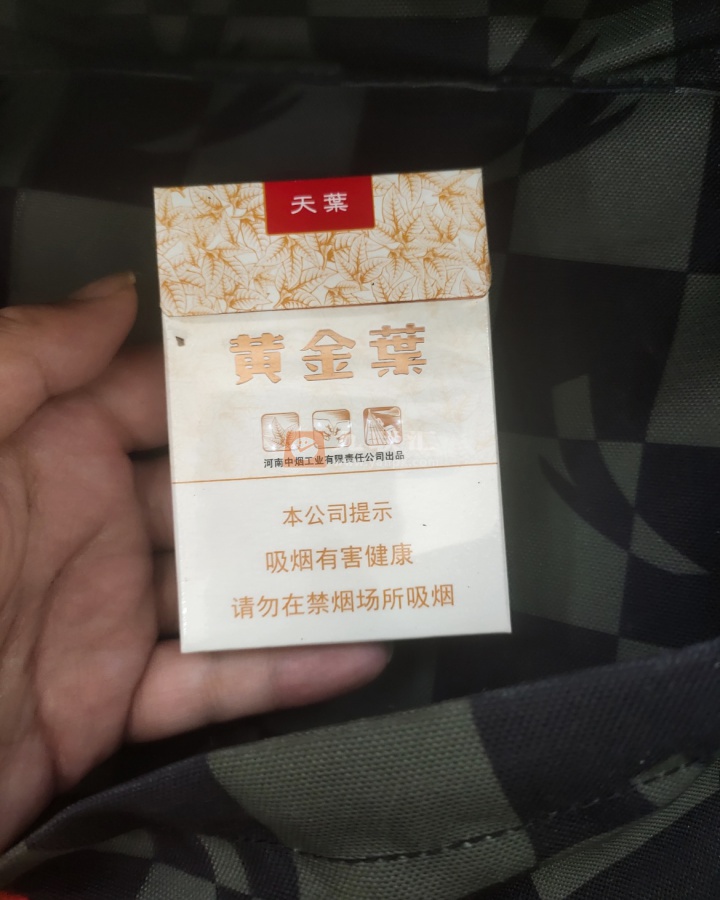 天葉
黄金葉
河南中烟工业有限责任公司出品
本公司提示
吸烟有害健康
请勿在禁烟场所吸烟